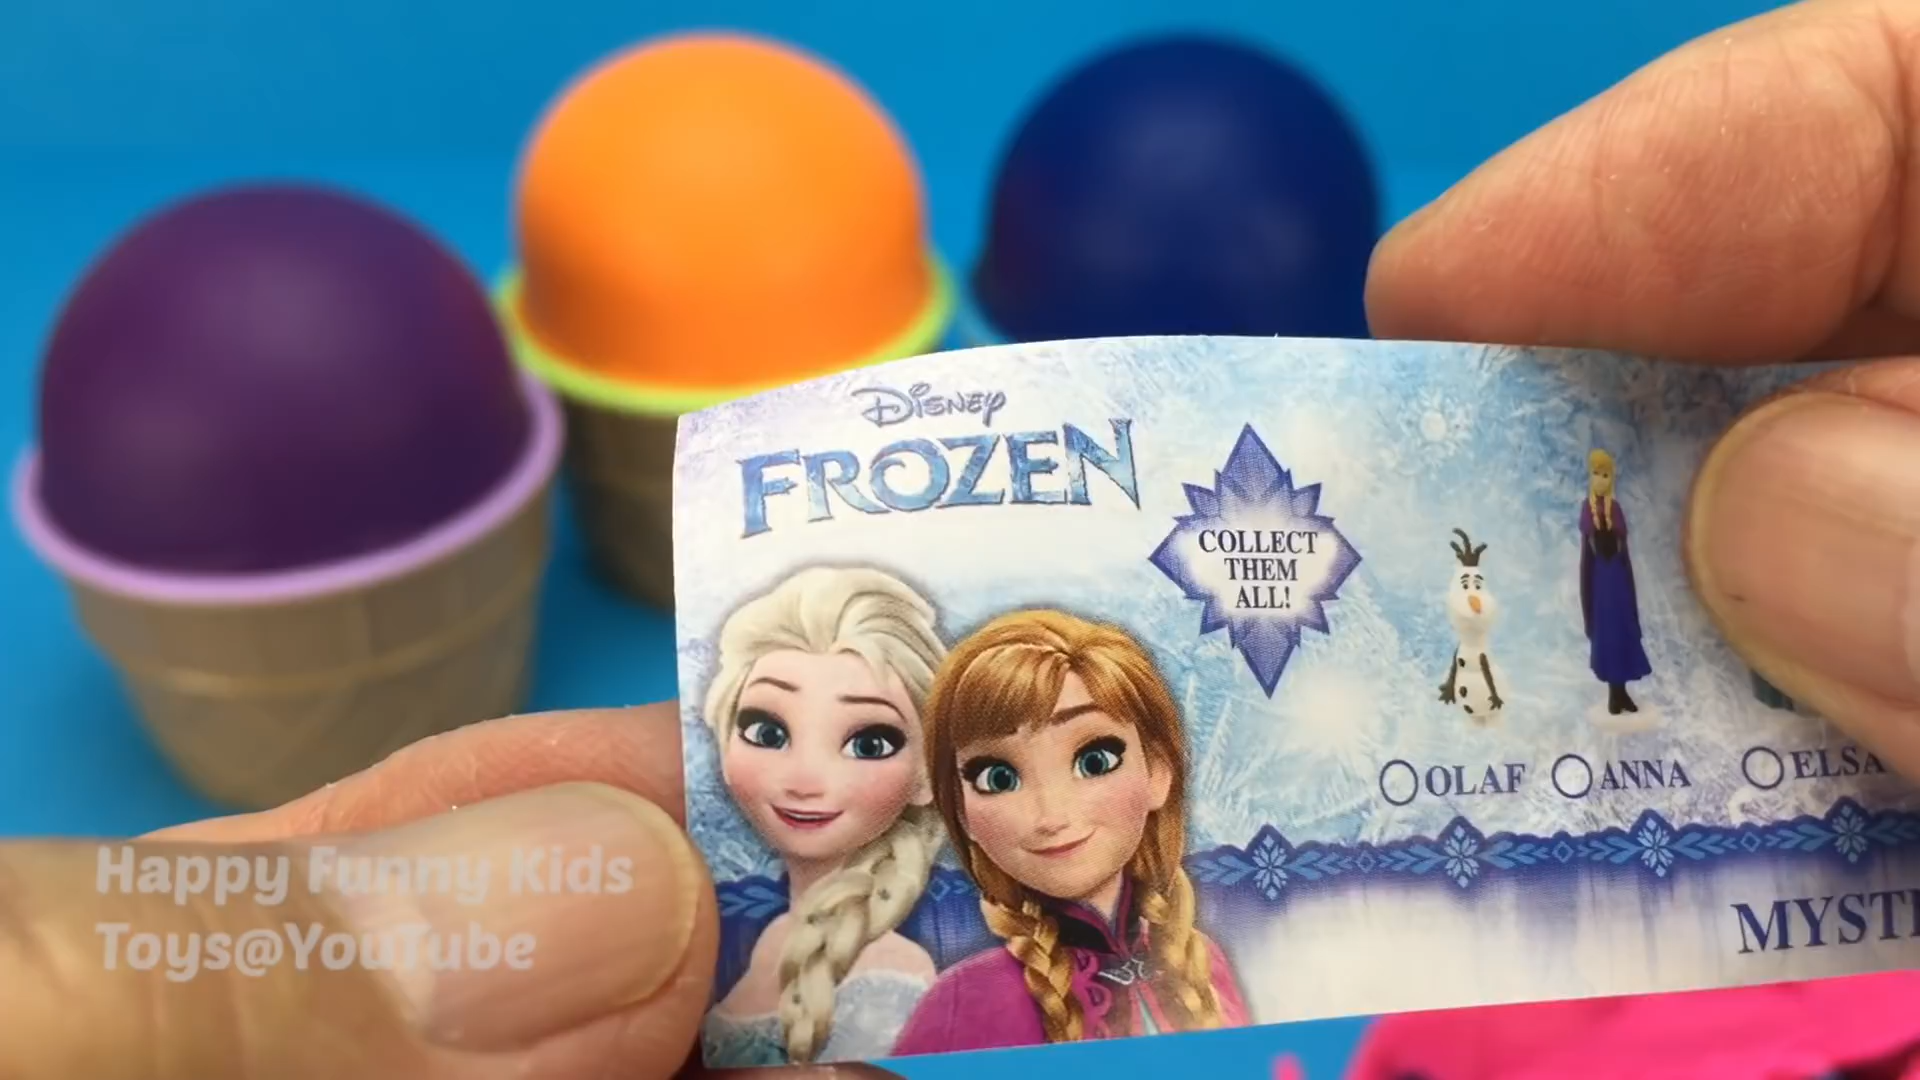 Disney
FROZEN
COLLECT
THEM
ALL!
OLAF
ANNA
ELSA
Happy Funny Kids
Toys@YouTube